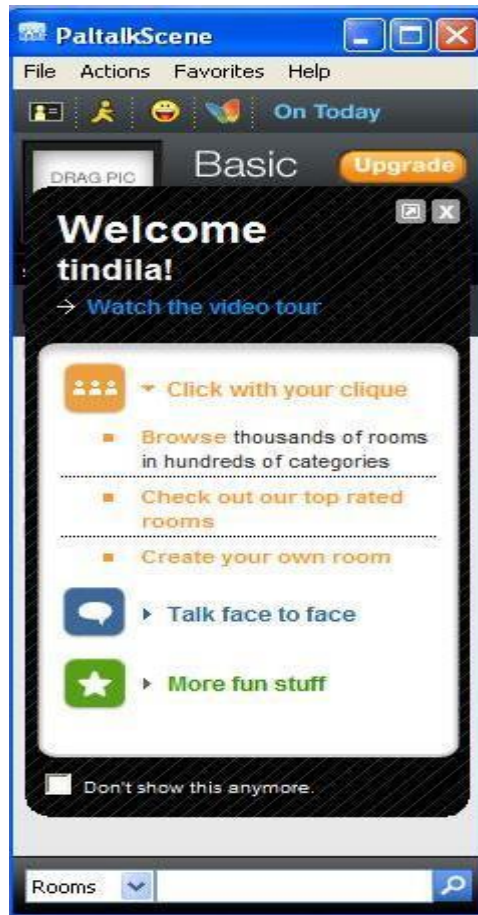 PaltalkScene
File Actions Favorites Help
On Today
DRAG PIC
Basic
Upgrade
Welcome
tindila!
→ Watch the video tour
Click with your clique
Browse thousands of rooms
in hundreds of categories
Check out our top rated
rooms
Create your own room
Talk face to face
More fun stuff
Don't show this anymore.
Rooms